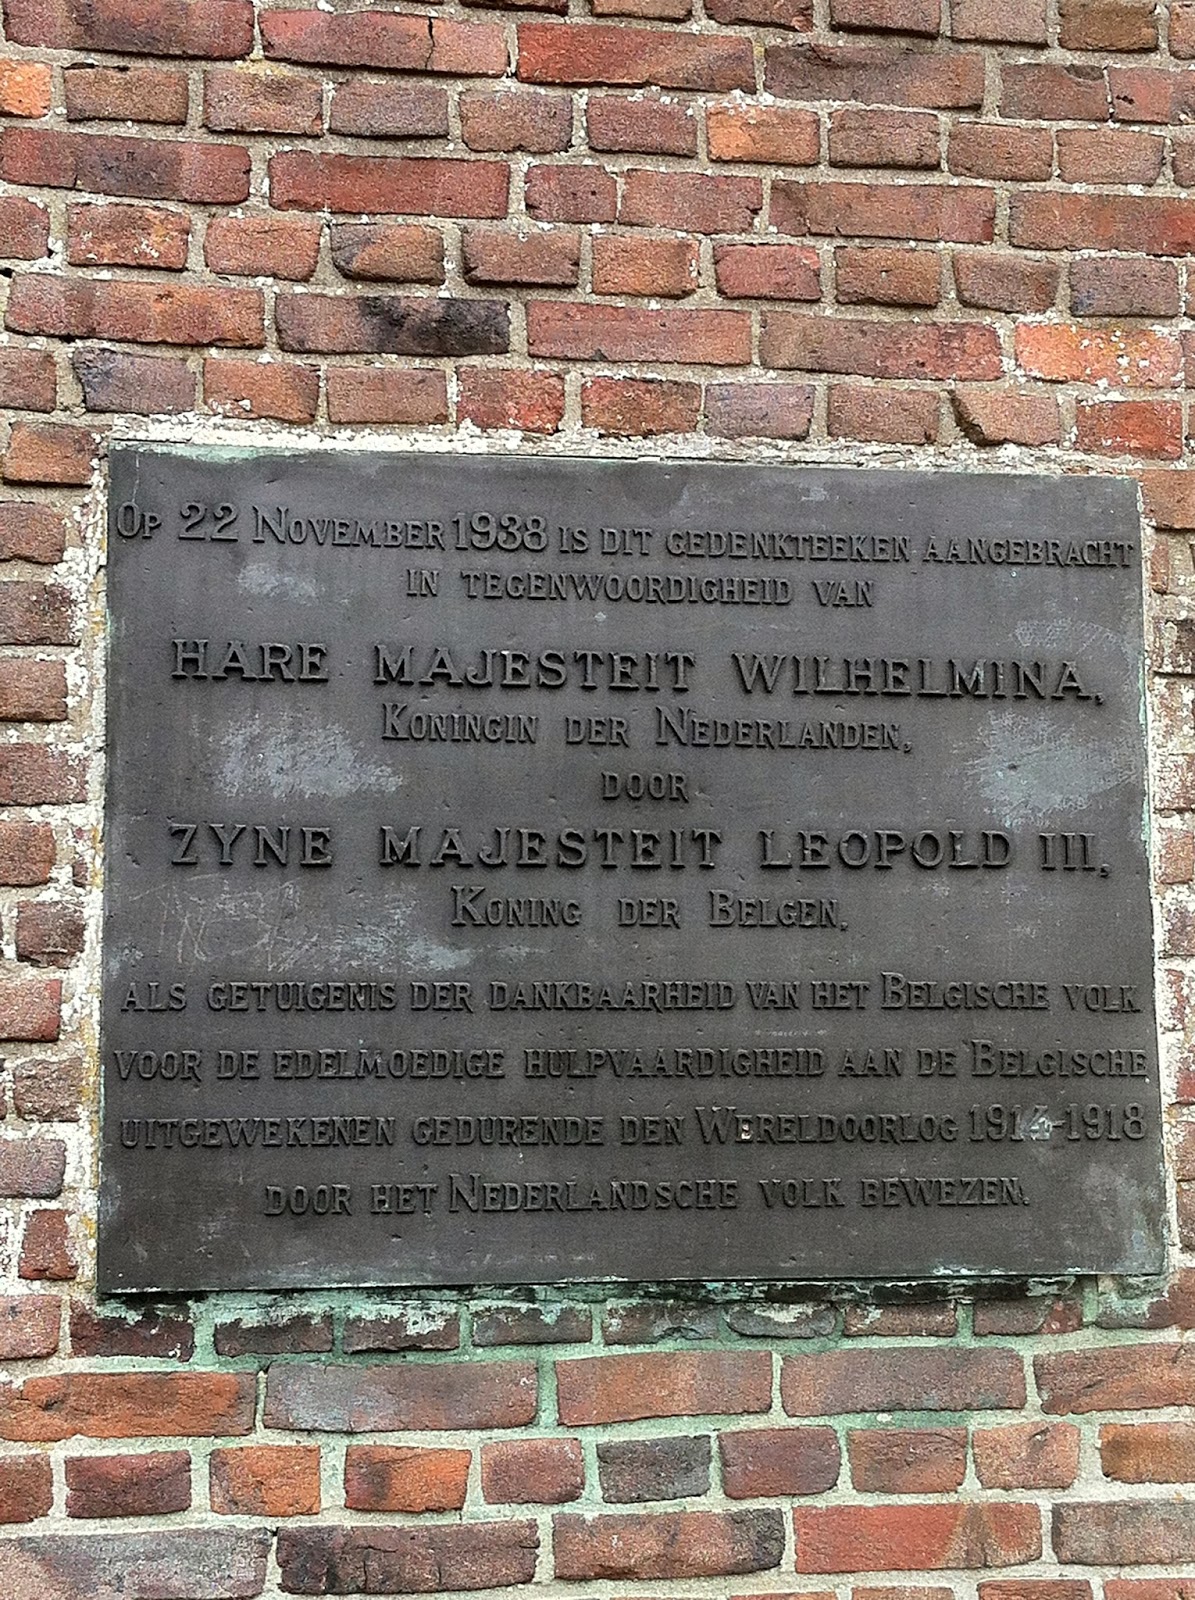 Op 22 November 1938 is dit gedenkteeken aangebracht
in tegenwoordigheid van
HARE MAJESTEIT WILHELMINA,
Koningin der Nederlanden,
door
ZYNE MAJESTEIT LEOPOLD III,
Koning der Belgen,
als getuigenis der dankbaarheid van het Belgische volk
voor de edelmoedige hulpvaardigheid aan de Belgische
uitgewekenen gedurende den Wereldoorlog 1914-1918
door het Nederlandsche volk bewezen.